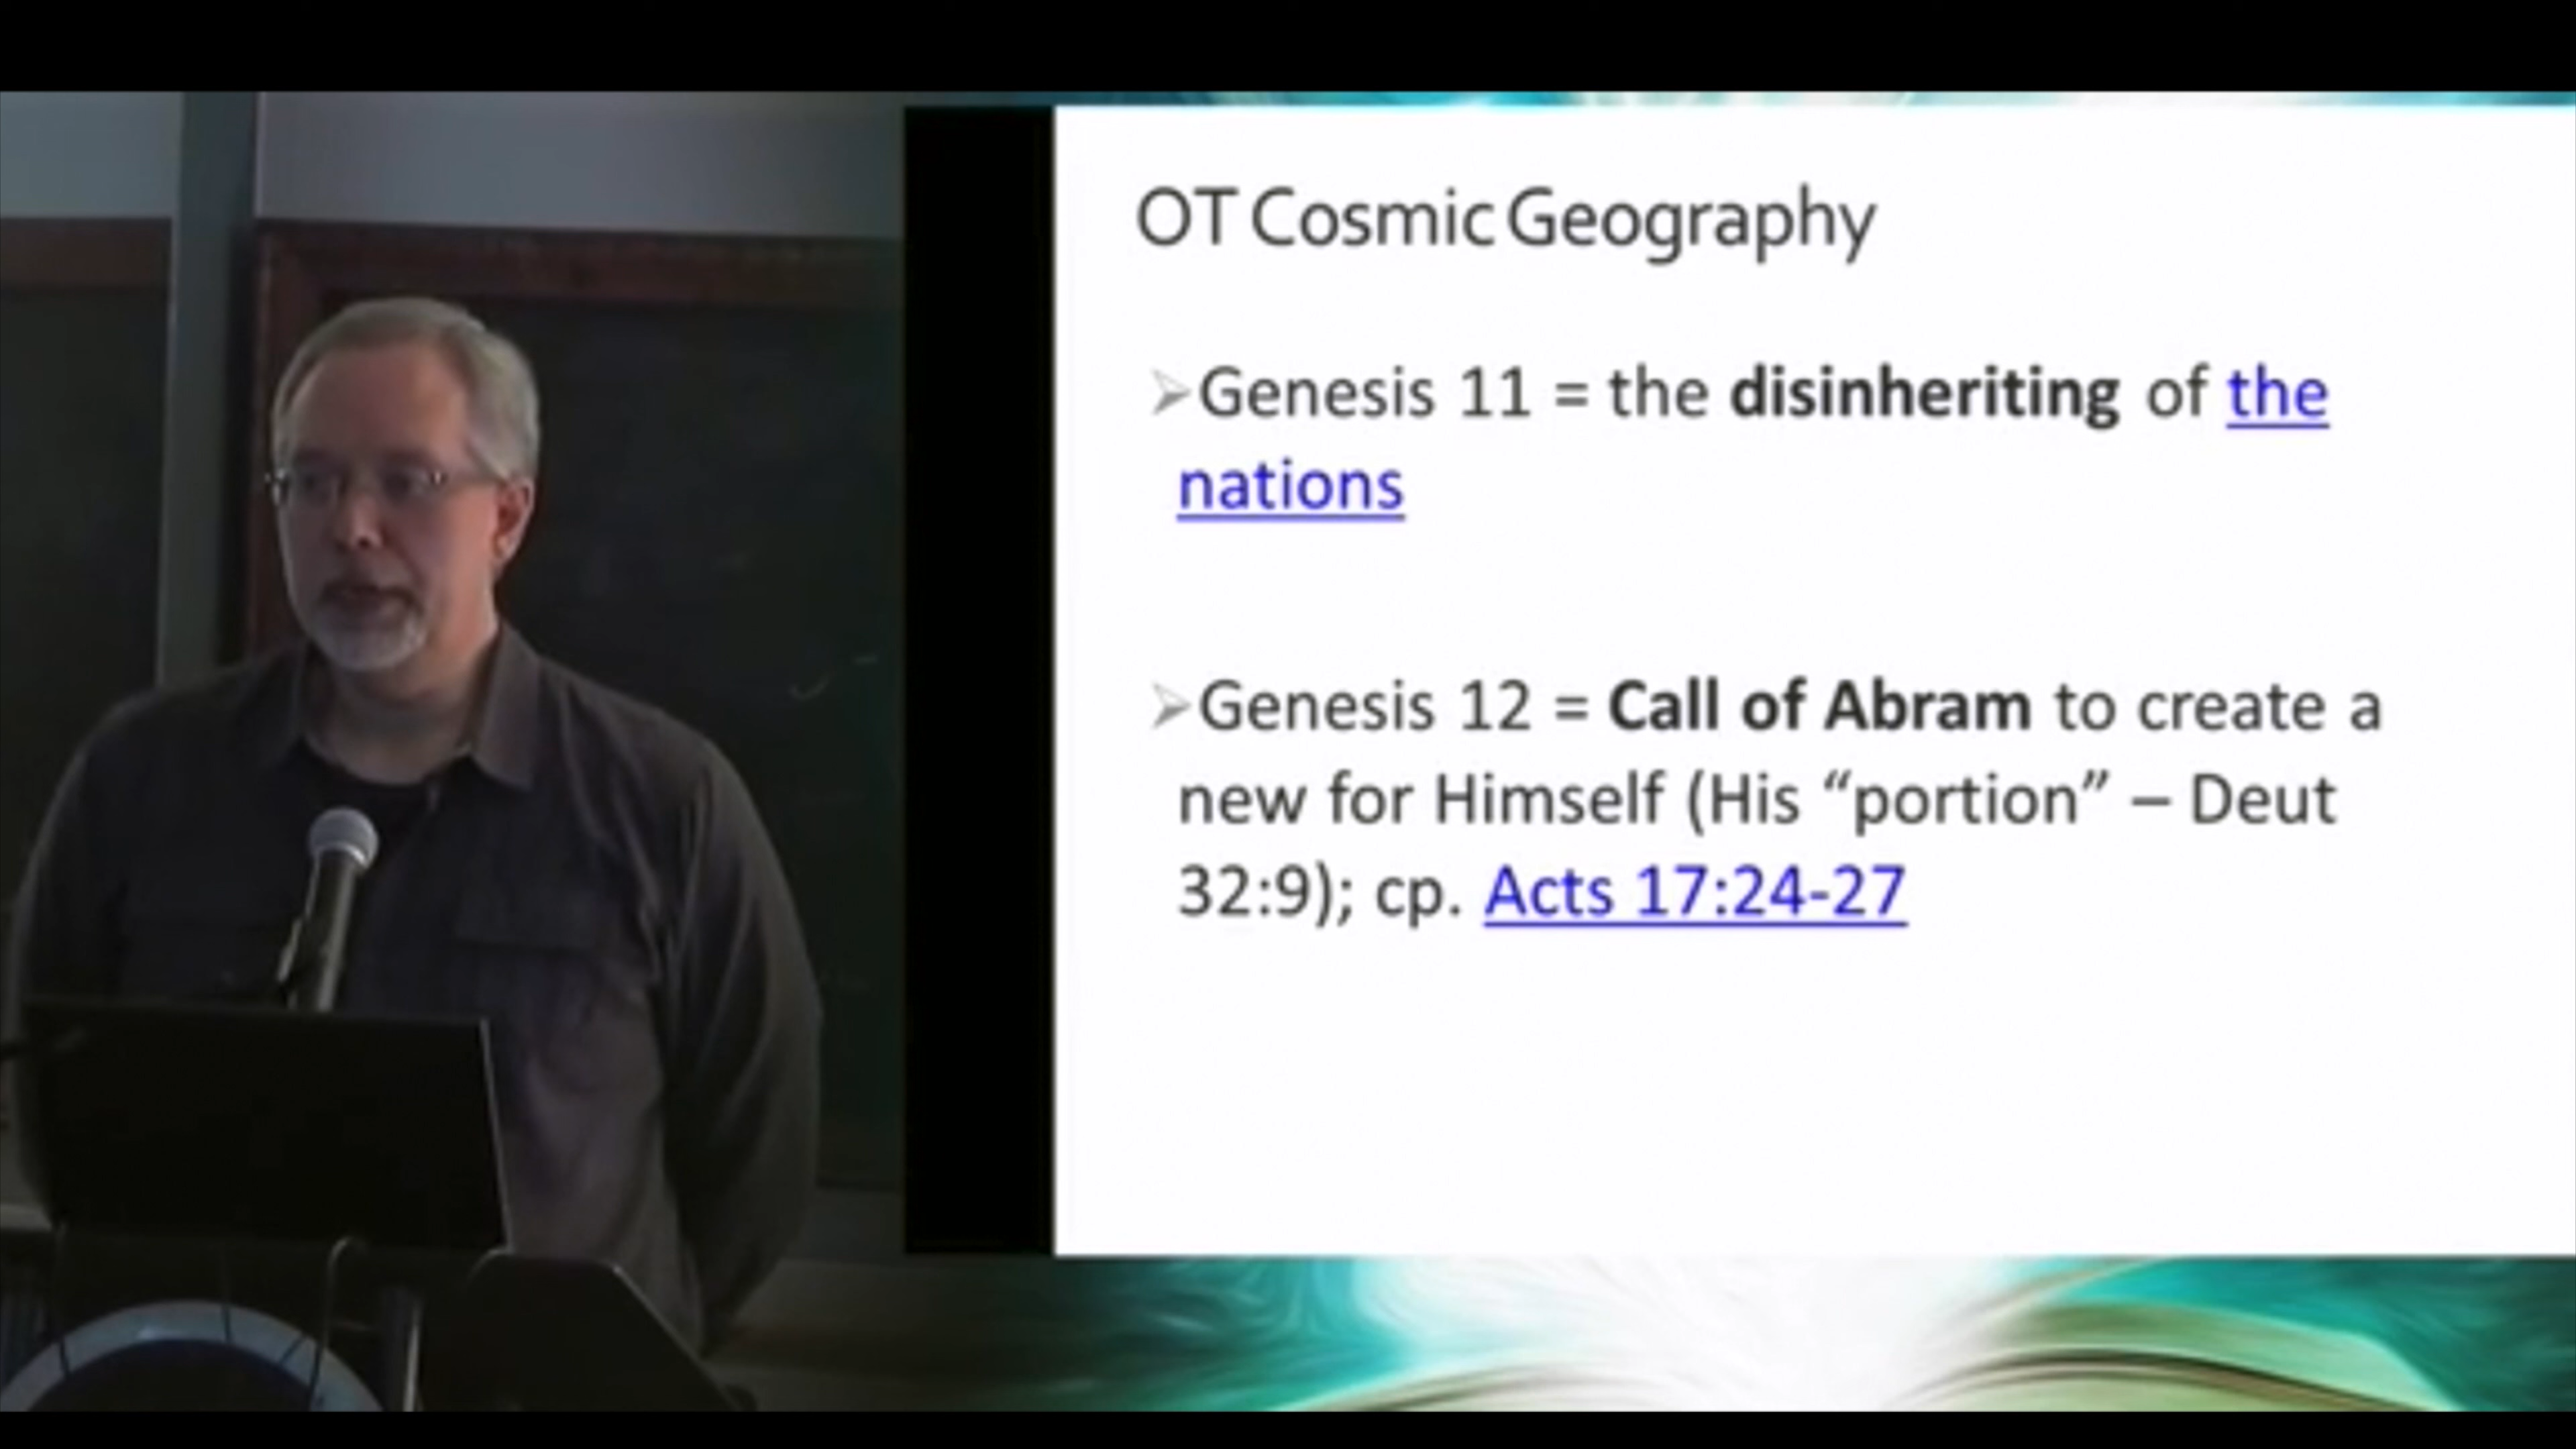 OT Cosmic Geography
➢Genesis 11 = the disinheriting of the
nations
➢Genesis 12 = Call of Abram to create a
new for Himself (His “portion” – Deut
32:9); cp. Acts 17:24-27